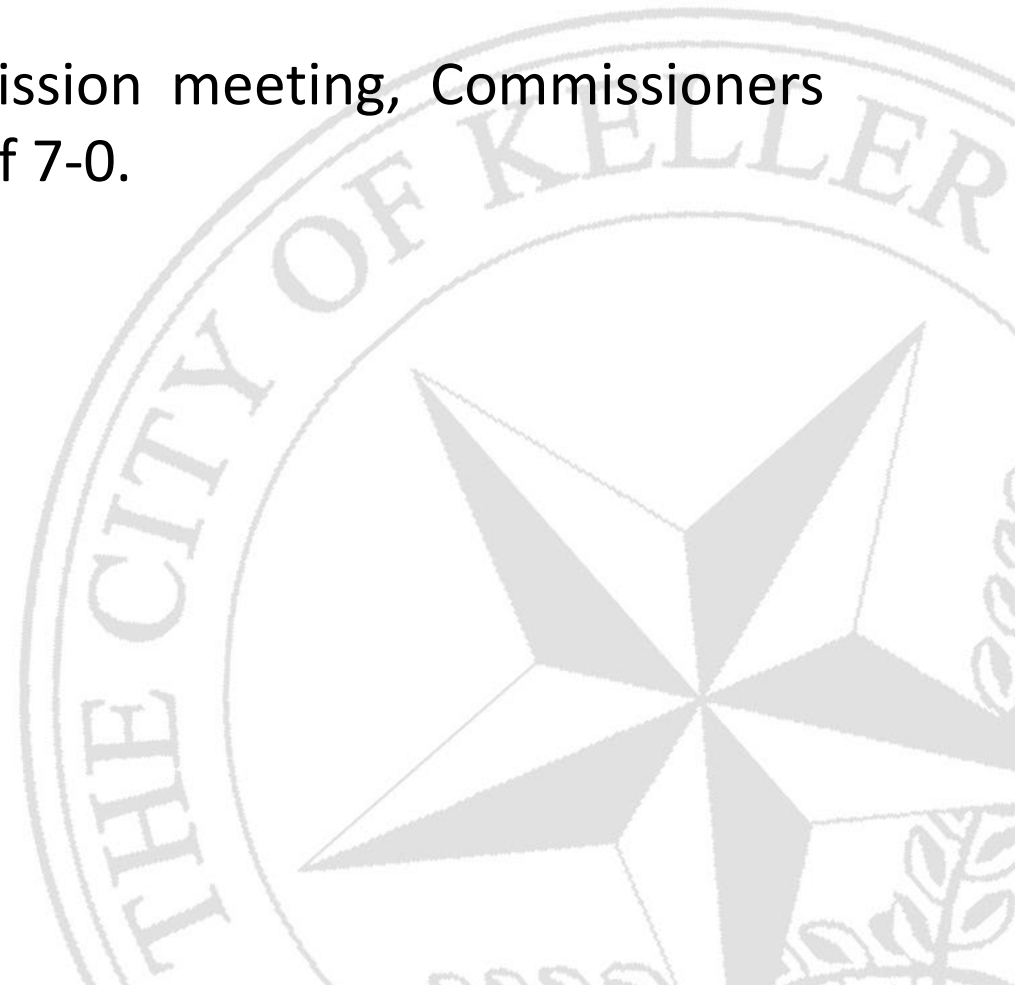 ission meeting, Commissioners
f 7-0.
THE CITY OF KELLER